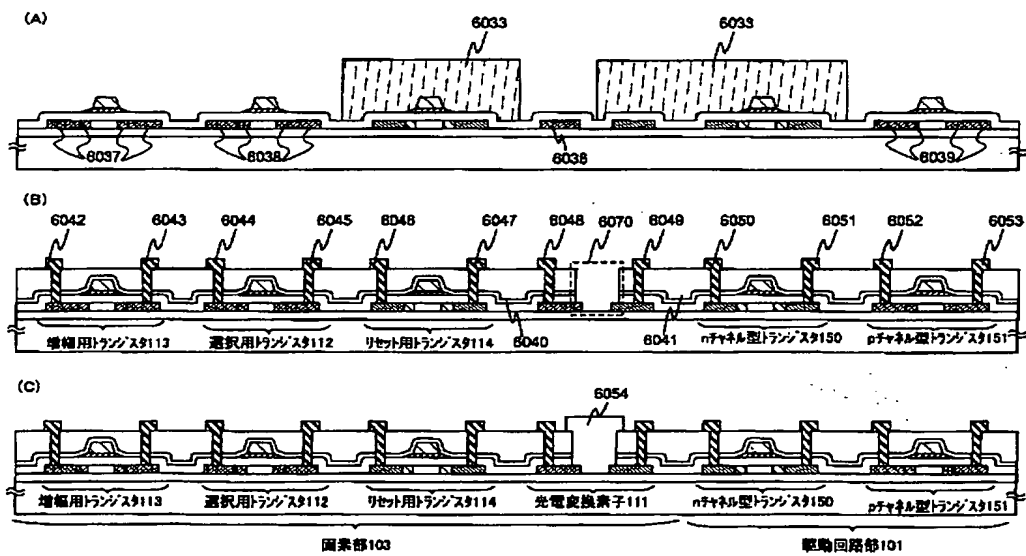 (A)
6033 6033
6037 6038 6038 6039
(B)
6042 6043 6044 6045 6046 6047 6048 6070 6049 6050 6051 6052 6053
6040 6041
増幅用トランジスタ113 選択用トランジスタ112 リセット用トランジスタ114 nチャネル型トランジスタ150 pチャネル型トランジスタ151
(C)
6054
増幅用トランジスタ113 選択用トランジスタ112 リセット用トランジスタ114 光電変換素子111 nチャネル型トランジスタ150 pチャネル型トランジスタ151
画素部103 駆動回路部101